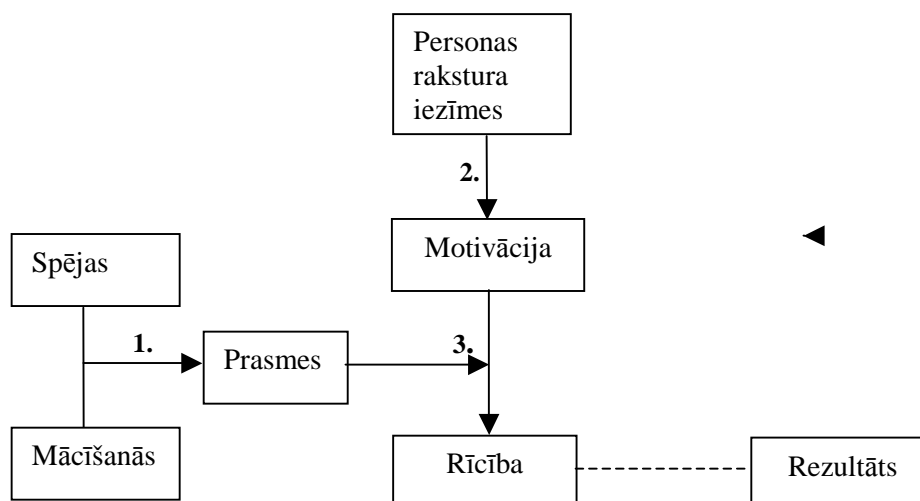 Personas
rakstura
iezīmes
2.
Motivācija
Spējas
1.
Prasmes
3.
Mācīšanās
Rīcība
Rezultāts